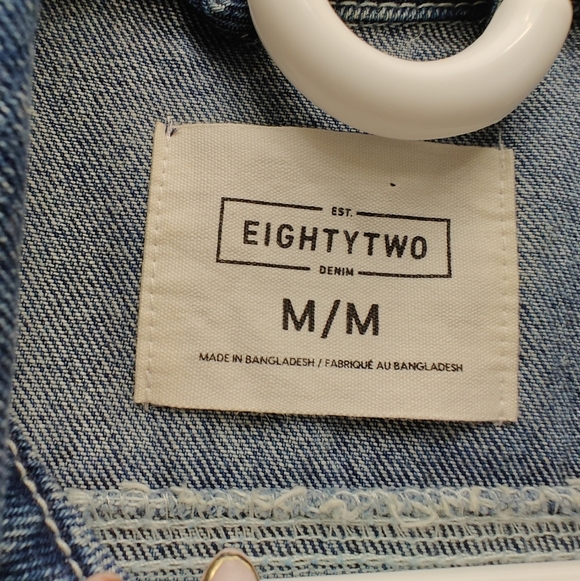 EST.
EIGHTYTWO
DENIM
M/M
MADE IN BANGLADESH / FABRIQUÉ AU BANGLADESH